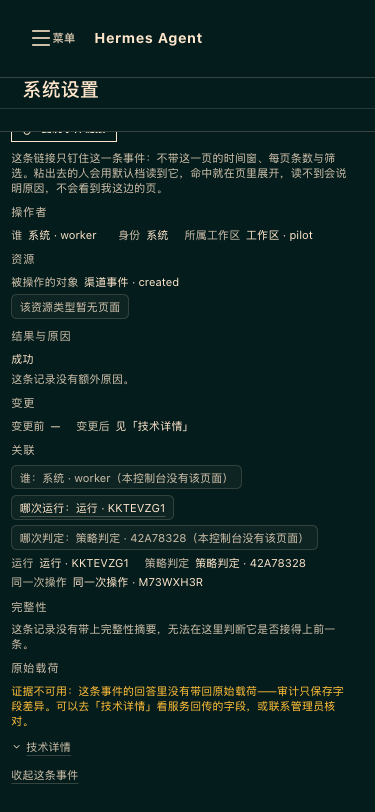 菜单 Hermes Agent
系统设置
这条链接只钉住这一条事件：不带这一页的时间窗、每页条数与筛
选。粘出去的人会用默认档读到它，命中就在页里展开，读不到会说
明原因，不会看到我这边的页。
操作者
谁 系统 · worker 身份 系统 所属工作区 工作区 · pilot
资源
被操作的对象 渠道事件 · created
该资源类型暂无页面
结果与原因
成功
这条记录没有额外原因。
变更
变更前 — 变更后 见「技术详情」
关联
谁：系统 · worker（本控制台没有该页面）
哪次运行：运行 · KKTEVZG1
哪次判定：策略判定 · 42A78328（本控制台没有该页面）
运行 运行 · KKTEVZG1 策略判定 策略判定 · 42A78328
同一次操作 同一次操作 · M73WXH3R
完整性
这条记录没有带上完整性摘要，无法在这里判断它是否接得上前一
条。
原始载荷
证据不可用：这条事件的回答里没有带回原始载荷——审计只保存字
段差异。可以去「技术详情」看服务回传的字段，或联系管理员核
对。
技术详情
收起这条事件